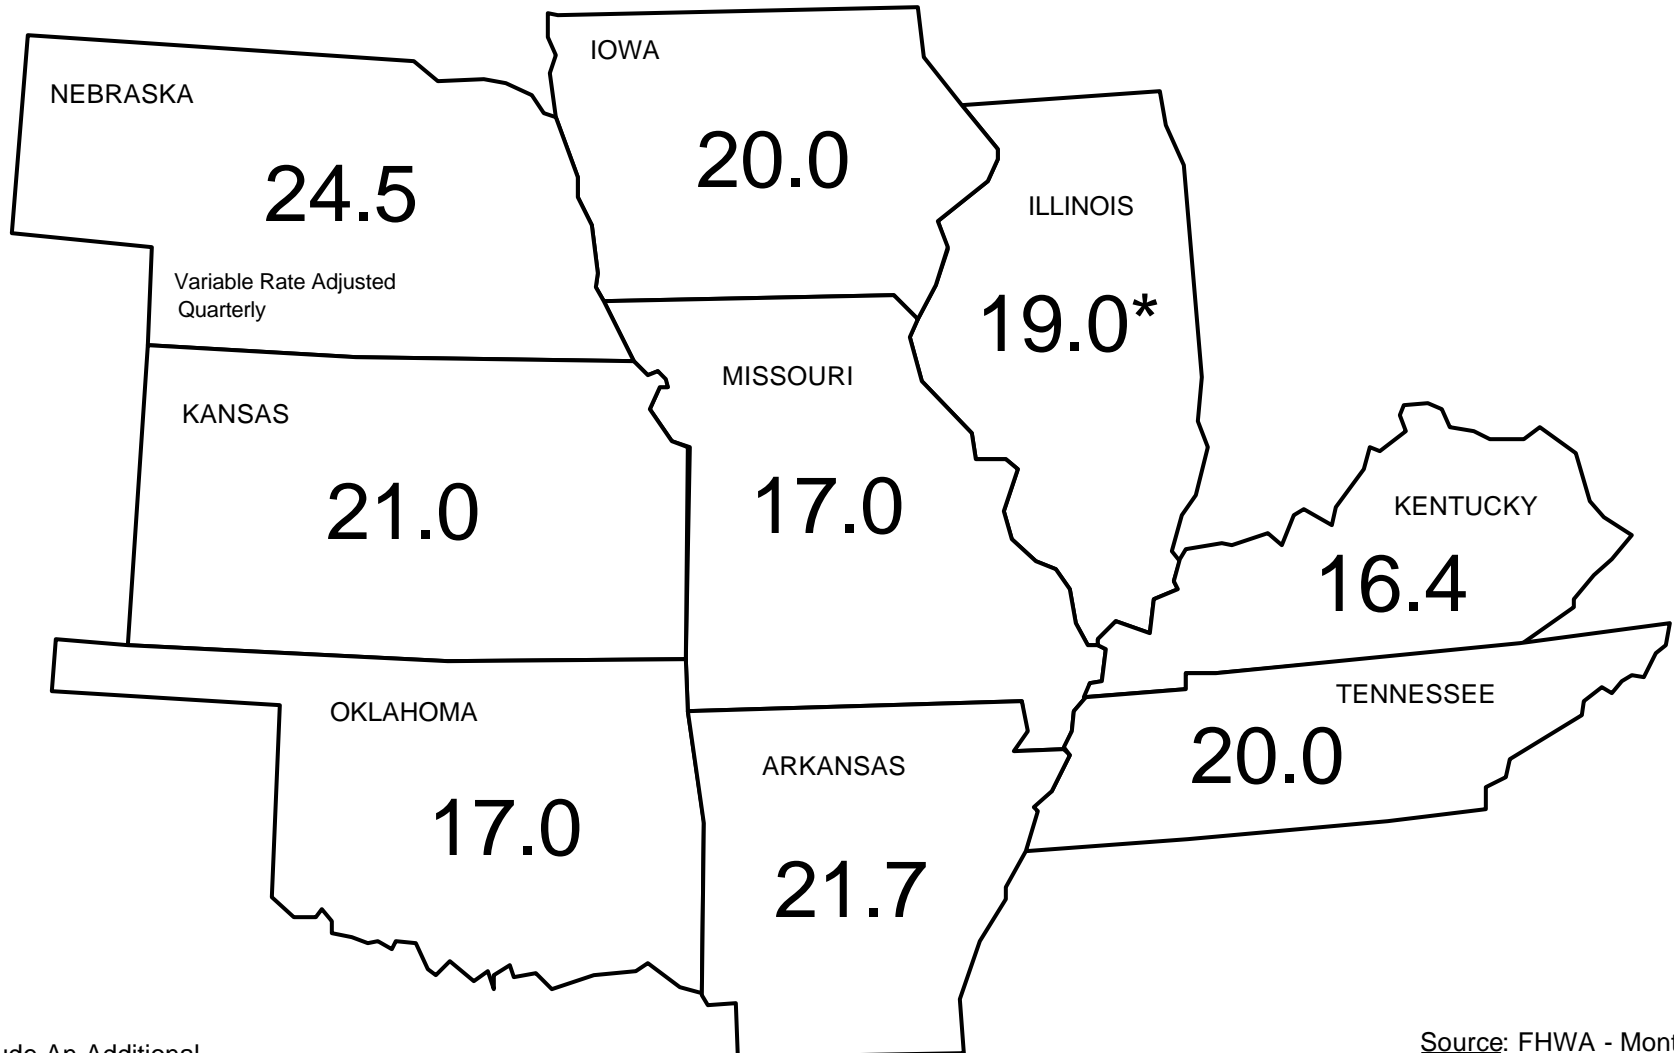 IOWA
NEBRASKA
20.0
24.5
ILLINOIS
Variable Rate Adjusted
Quarterly
19.0*
MISSOURI
KANSAS
17.0
21.0
KENTUCKY
16.4
TENNESSEE
OKLAHOMA
20.0
ARKANSAS
17.0
21.7
An Additional
Source: FHWA -